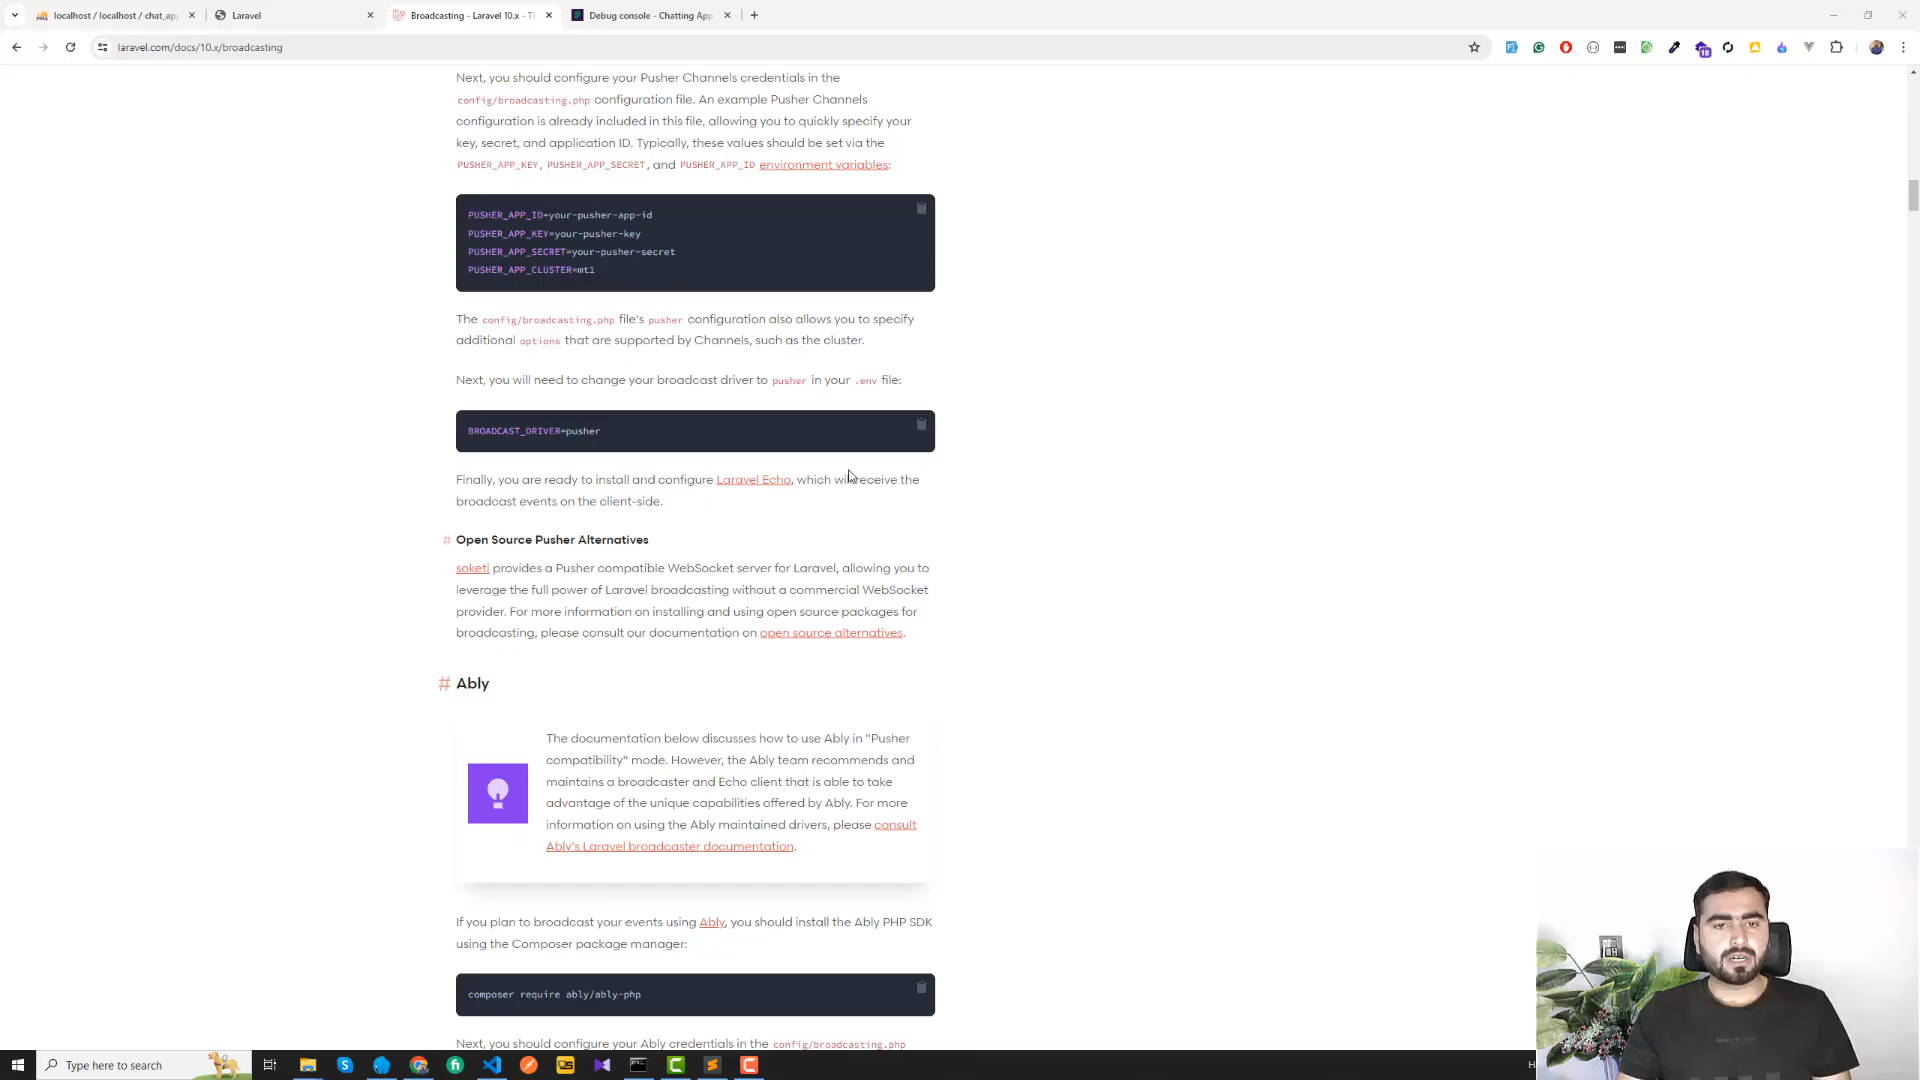 localhost / localhost / chat_ap
Laravel
Broadcasting - Laravel 10.x - Th
Debug console - Chatting App
laravel.com/docs/10.x/broadcasting
18
Next, you should configure your Pusher Channels credentials in the
config/broadcasting.php configuration file. An example Pusher Channels
configuration is already included in this file, allowing you to quickly specify your
key, secret, and application ID. Typically, these values should be set via the
PUSHER_APP_KEY, PUSHER_APP_SECRET, and PUSHER_APP_ID environment variables:
PUSHER_APP_ID=your-pusher-app-id
PUSHER_APP_KEY=your-pusher-key
PUSHER_APP_SECRET=your-pusher-secret
PUSHER_APP_CLUSTER=mt1
The config/broadcasting.php file's pusher configuration also allows you to specify
additional options that are supported by Channels, such as the cluster.
Next, you will need to change your broadcast driver to pusher in your .env file:
BROADCAST_DRIVER=pusher
Finally, you are ready to install and configure Laravel Echo, which will receive the
broadcast events on the client-side.
# Open Source Pusher Alternatives
soketi provides a Pusher compatible WebSocket server for Laravel, allowing you to
leverage the full power of Laravel broadcasting without a commercial WebSocket
provider. For more information on installing and using open source packages for
broadcasting, please consult our documentation on open source alternatives.
# Ably
The documentation below discusses how to use Ably in "Pusher
compatibility" mode. However, the Ably team recommends and
maintains a broadcaster and Echo client that is able to take
advantage of the unique capabilities offered by Ably. For more
information on using the Ably maintained drivers, please consult
Ably's Laravel broadcaster documentation.
If you plan to broadcast your events using Ably, you should install the Ably PHP SDK
using the Composer package manager:
composer require ably/ably-php
Next, you should configure your Ably credentials in the config/broadcasting.php
Type here to search